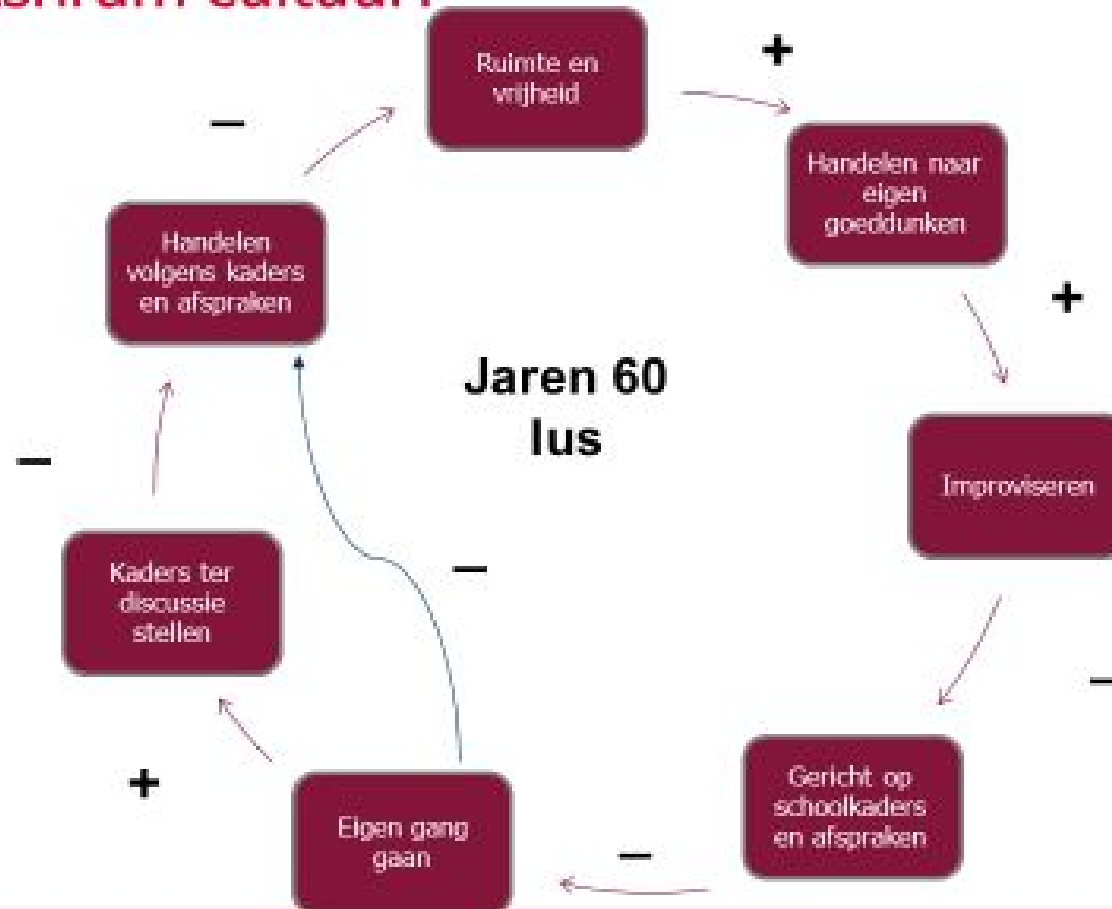 cultuur.
Ruimte en
vrijheid
+
Handelen naar
eigen
goeddunken
+
Improviseren
–
Gericht op
schoolkaders
en afspraken
–
Eigen gang
gaan
+
Kaders ter
discussie
stellen
–
Handelen
volgens kaders
en afspraken
–
Jaren 60
lus
–